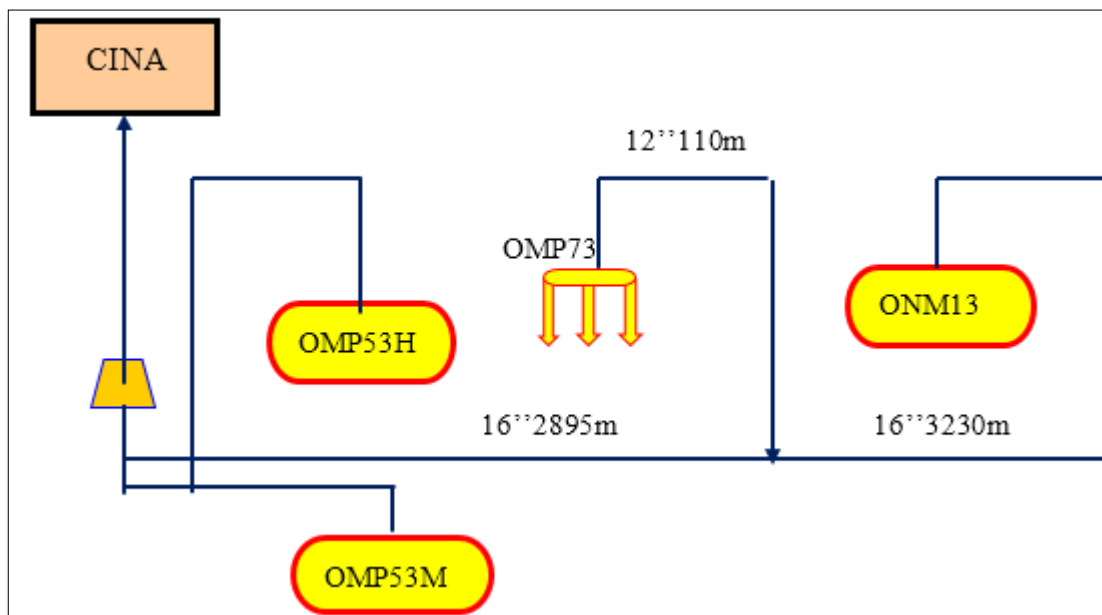 CINA
12’’110m
OMP73
ONM13
OMP53H
16’’2895m
16’’3230m
OMP53M